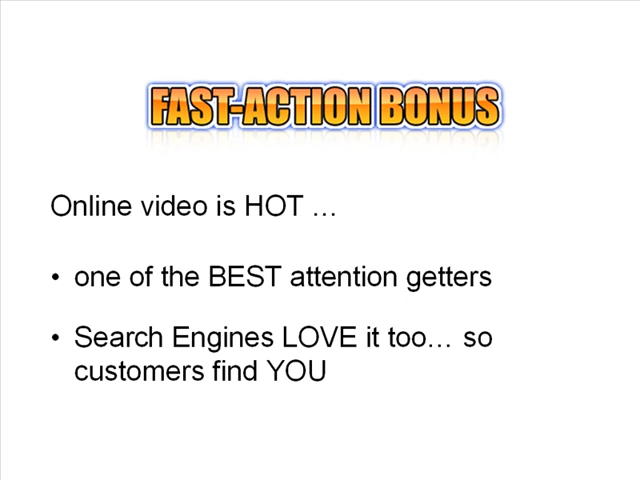 FAST-ACTION BONUS
Online video is HOT ...
• one of the BEST attention getters
• Search Engines LOVE it too... so
customers find YOU